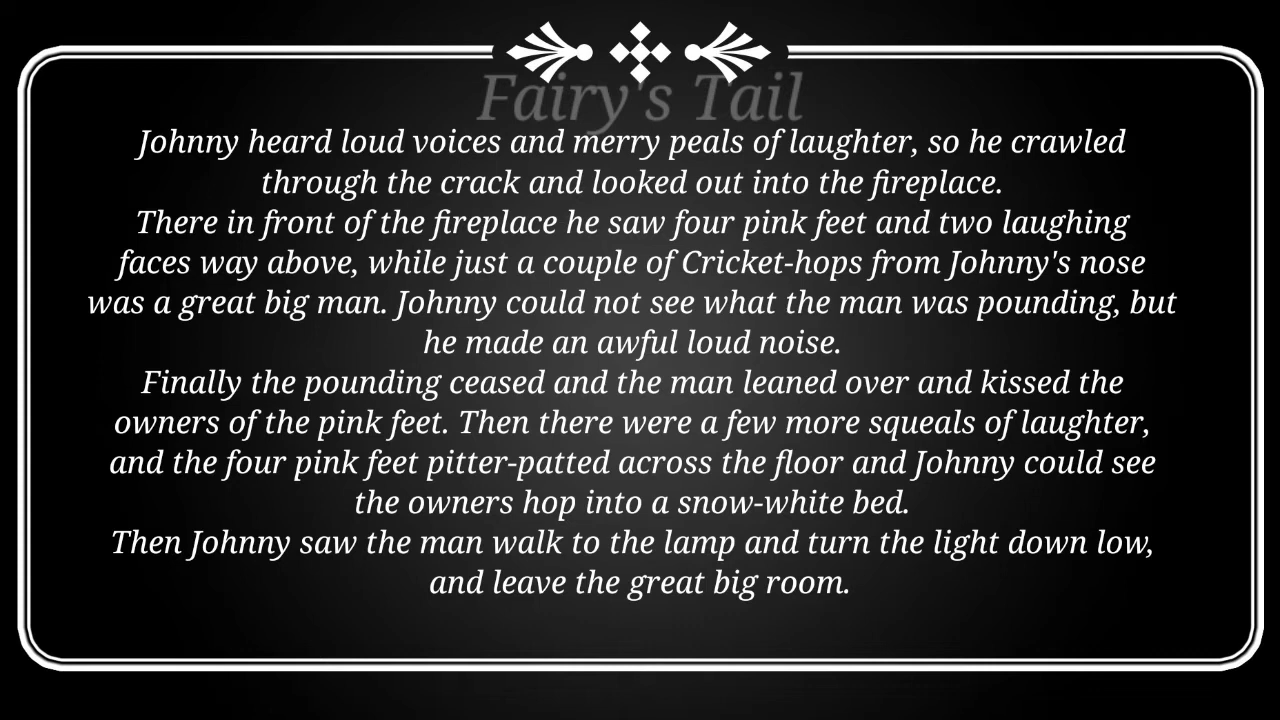 Fairy's Tail
Johnny heard loud voices and merry peals of laughter, so he crawled
through the crack and looked out into the fireplace.
There in front of the fireplace he saw four pink feet and two laughing
faces way above, while just a couple of Cricket-hops from Johnny's nose
was a great big man. Johnny could not see what the man was pounding, but
he made an awful loud noise.
Finally the pounding ceased and the man leaned over and kissed the
owners of the pink feet. Then there were a few more squeals of laughter,
and the four pink feet pitter-patted across the floor and Johnny could see
the owners hop into a snow-white bed.
Then Johnny saw the man walk to the lamp and turn the light down low,
and leave the great big room.